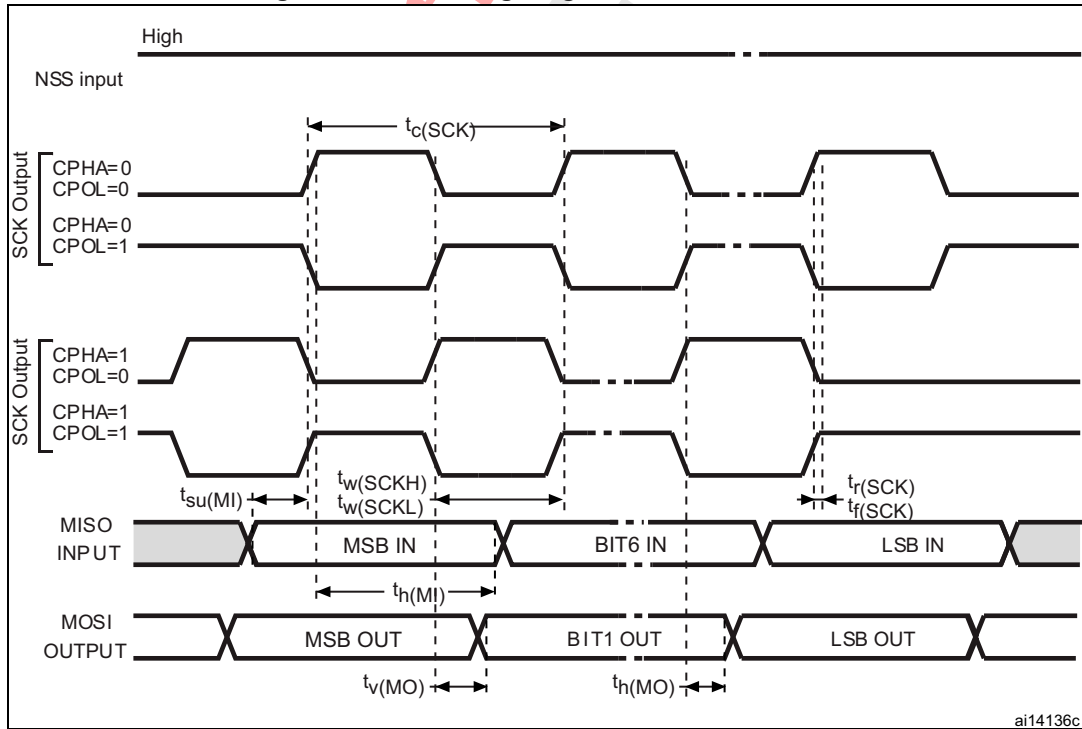 High
NSS input
tc(SCK)
SCK Output
CPHA=0
CPOL=0
CPHA=0
CPOL=1
SCK Output
CPHA=1
CPOL=0
CPHA=1
CPOL=1
tsu(MI)
tw(SCKH)
tw(SCKL)
tr(SCK)
tf(SCK)
MISO
INPUT
MSB IN
BIT6 IN
LSB IN
th(MI)
MOSI
OUTPUT
MSB OUT
BIT1 OUT
LSB OUT
tv(MO)
th(MO)
ai14136c